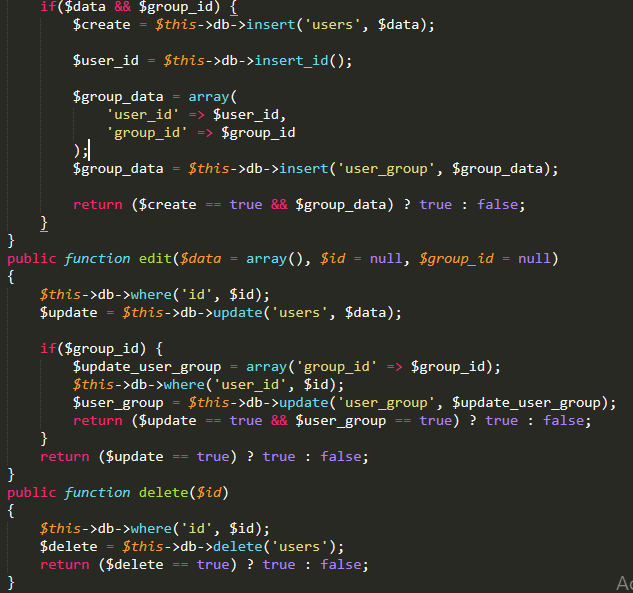 if($data && $group_id) {
$create = $this->db->insert('users', $data);
$user_id = $this->db->insert_id();
$group_data = array(
'user_id' => $user_id,
'group_id' => $group_id
);
$group_data = $this->db->insert('user_group', $group_data);
return ($create == true && $group_data) ? true : false;
}
}
public function edit($data = array(), $id = null, $group_id = null)
{
$this->db->where('id', $id);
$update = $this->db->update('users', $data);
if($group_id) {
$update_user_group = array('group_id' => $group_id);
$this->db->where('user_id', $id);
$user_group = $this->db->update('user_group', $update_user_group);
return ($update == true && $user_group == true) ? true : false;
}
return ($update == true) ? true : false;
}
public function delete($id)
{
$this->db->where('id', $id);
$delete = $this->db->delete('users');
return ($delete == true) ? true : false;
}